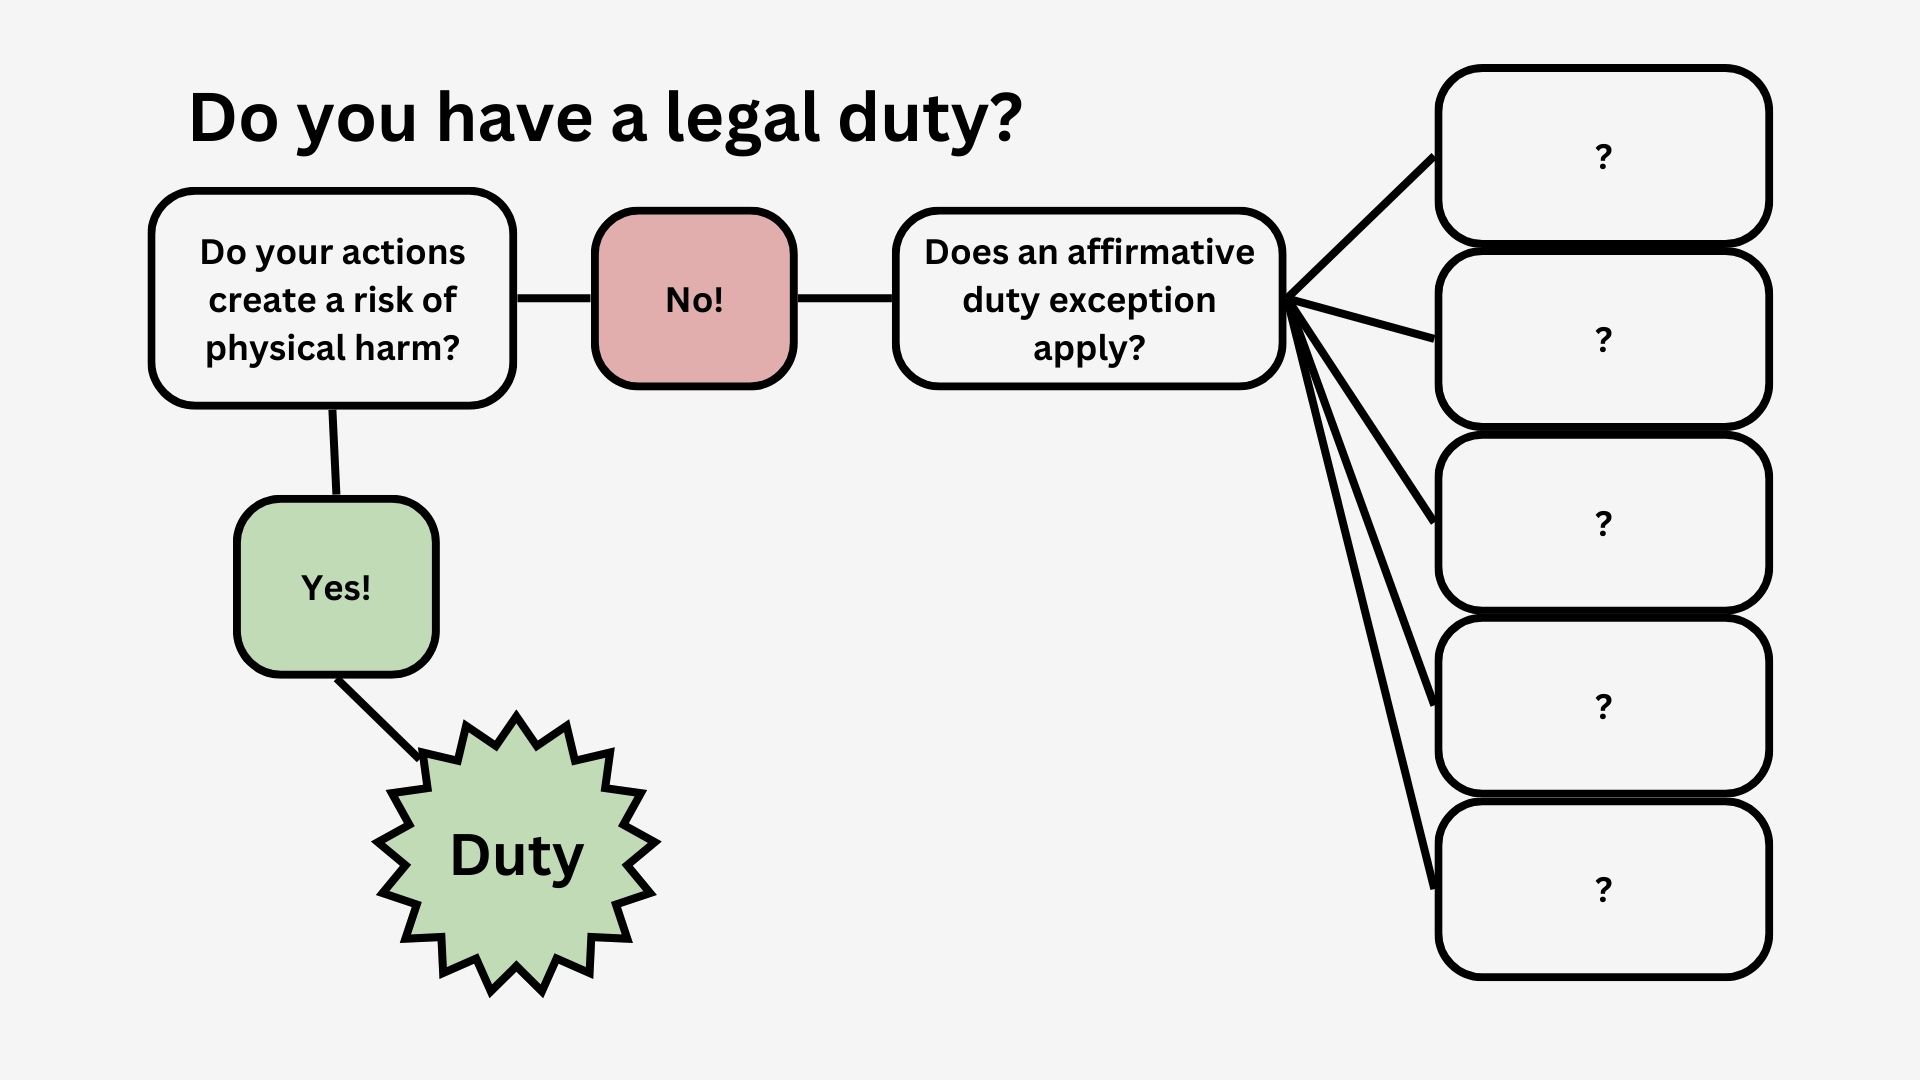 Do you have a legal duty?
Do your actions
create a risk of
physical harm?
No!
Does an affirmative
duty exception
apply?
?
?
?
?
?
Yes!
Duty